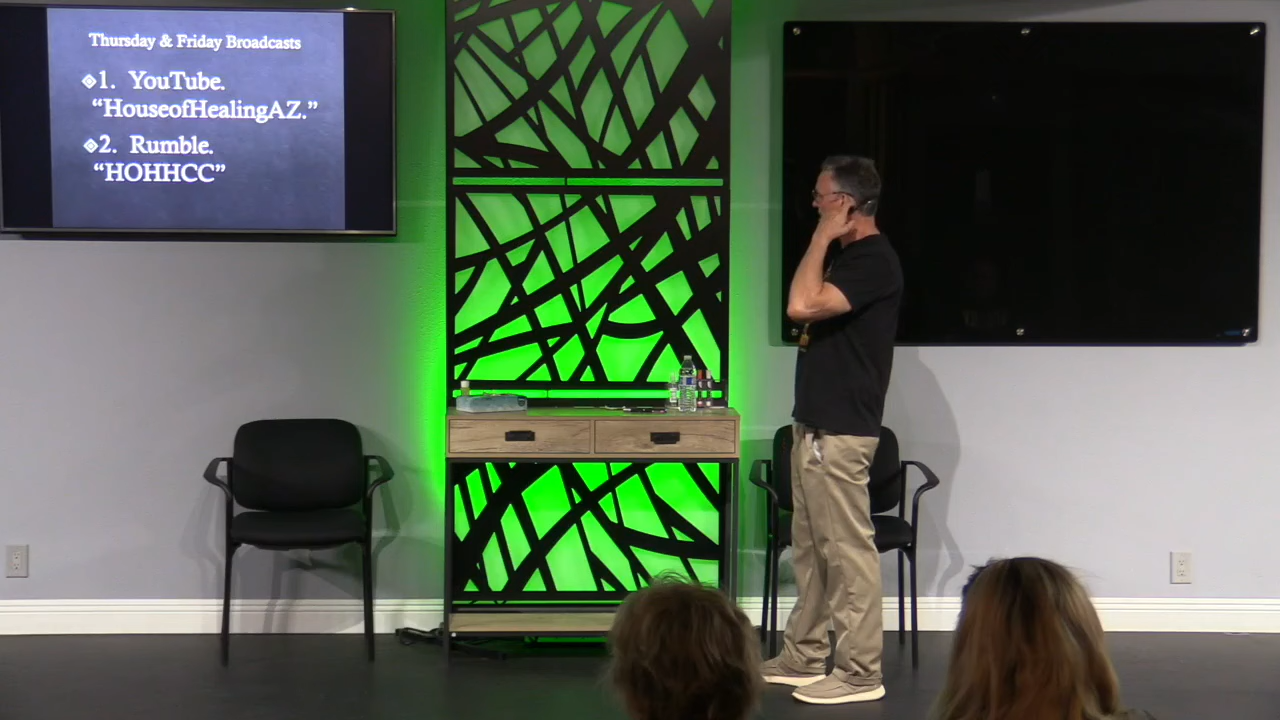 Thursday & Friday Broadcasts
❖1. YouTube.
“HouseofHealingAZ.”
❖2. Rumble.
“HOHHCC”